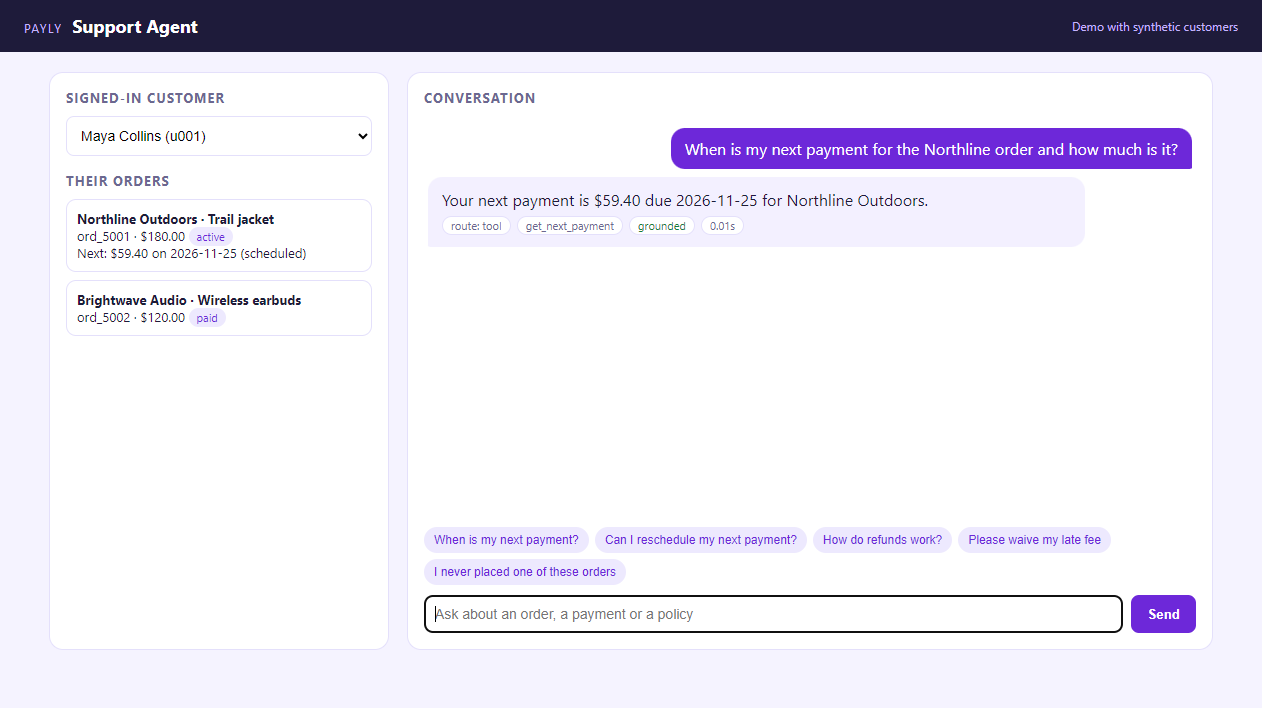 PAYLY Support Agent
Demo with synthetic customers
SIGNED-IN CUSTOMER
Maya Collins (u001)
THEIR ORDERS
Northline Outdoors · Trail jacket
ord_5001 · $180.00 active
Next: $59.40 on 2026-11-25 (scheduled)
Brightwave Audio · Wireless earbuds
ord_5002 · $120.00 paid
CONVERSATION
When is my next payment for the Northline order and how much is it?
Your next payment is $59.40 due 2026-11-25 for Northline Outdoors.
route: tool get_next_payment grounded 0.01s
When is my next payment? Can I reschedule my next payment? How do refunds work? Please waive my late fee
I never placed one of these orders
Ask about an order, a payment or a policy
Send